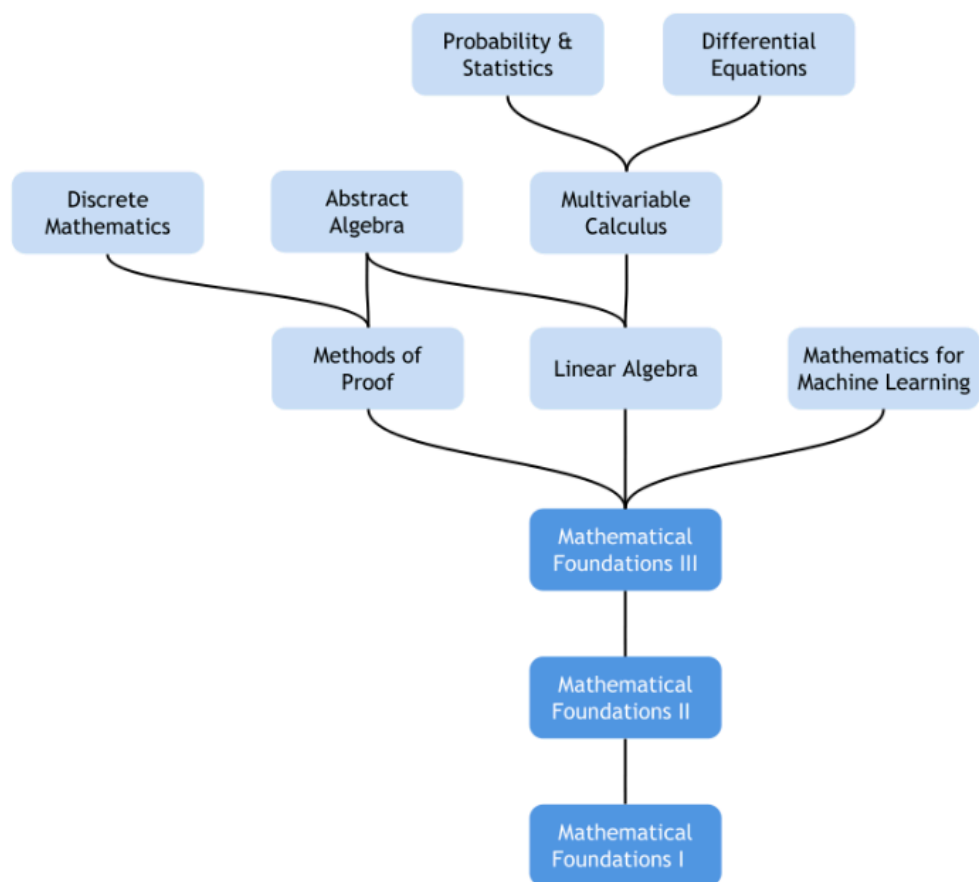 Probability &
Statistics
Differential
Equations
Discrete
Mathematics
Abstract
Algebra
Multivariable
Calculus
Methods of
Proof
Linear Algebra
Mathematics for
Machine Learning
Mathematical
Foundations III
Mathematical
Foundations II
Mathematical
Foundations I